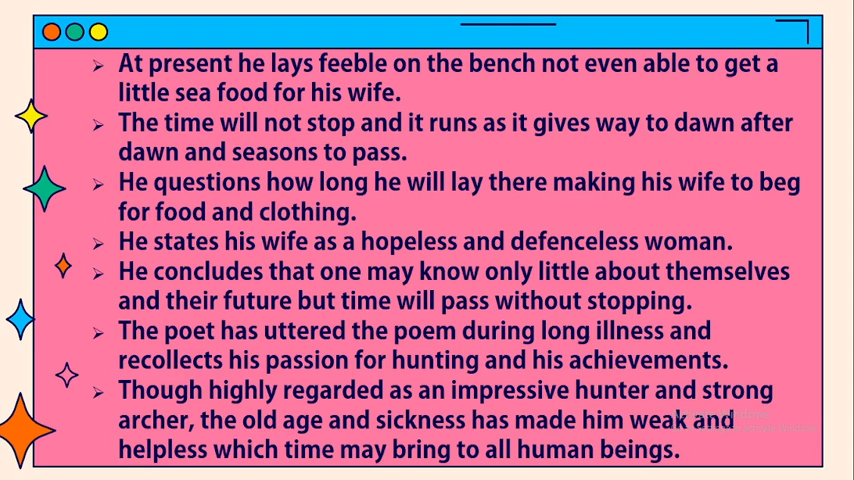 ➢ At present he lays feeble on the bench not even able to get a
little sea food for his wife.
➢ The time will not stop and it runs as it gives way to dawn after
dawn and seasons to pass.
➢ He questions how long he will lay there making his wife to beg
for food and clothing.
➢ He states his wife as a hopeless and defenceless woman.
➢ He concludes that one may know only little about themselves
and their future but time will pass without stopping.
➢ The poet has uttered the poem during long illness and
recollects his passion for hunting and his achievements.
➢ Though highly regarded as an impressive hunter and strong
archer, the old age and sickness has made him weak and
helpless which time may bring to all human beings.